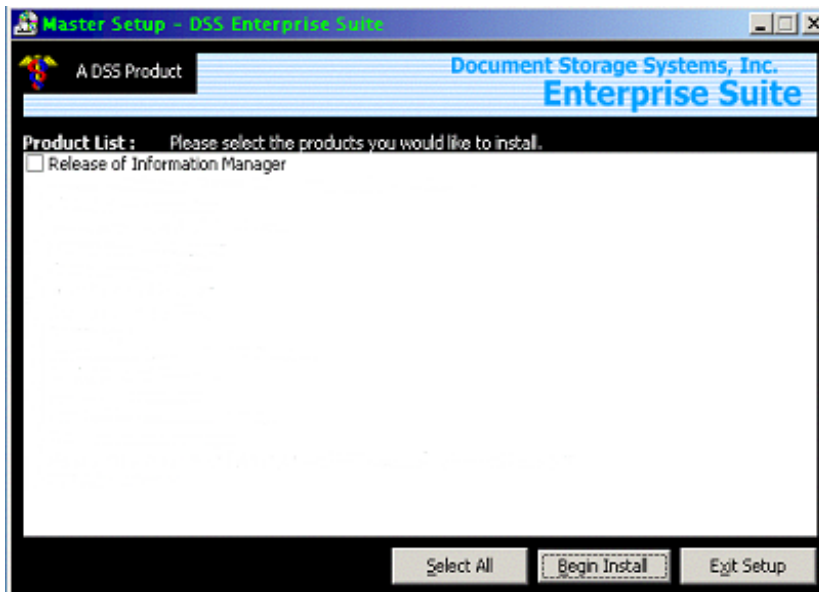 Master Setup - DSS Enterprise Suite
A DSS Product
Document Storage Systems, Inc.
Enterprise Suite
Product List : Please select the products you would like to install.
Release of Information Manager
Select All
Begin Install
Exit Setup